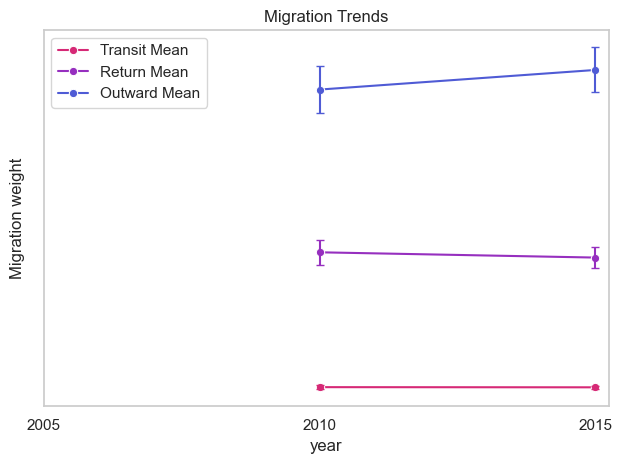 Migration Trends
Transit Mean
Return Mean
Outward Mean
Migration weight
2005
2010
2015
year